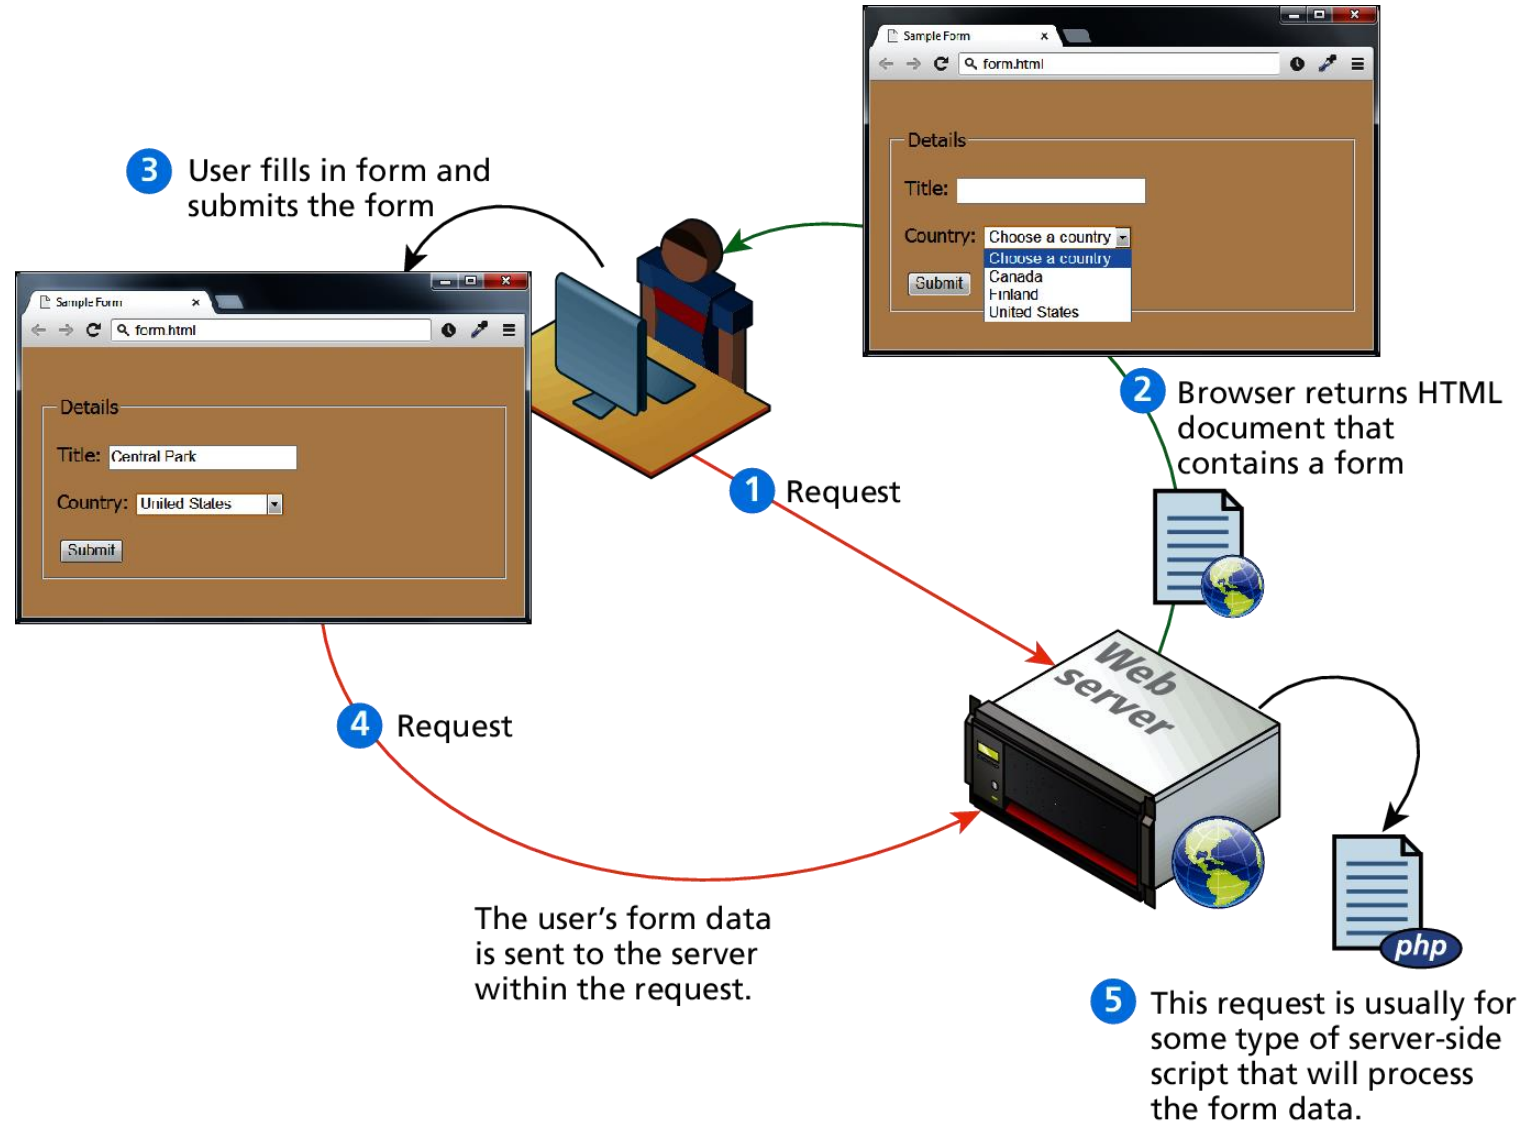 Sample Form
form.html
Details
Title:
Country: Choose a country
Choose a country
Canada
Finland
United States
Submit
3 User fills in form and
submits the form
Sample Form
form.html
Details
Title: Central Park
Country: United States
Submit
2 Browser returns HTML
document that
contains a form
1 Request
Web
server
4 Request
The user’s form data
is sent to the server
within the request.
php
5 This request is usually for
some type of server-side
script that will process
the form data.